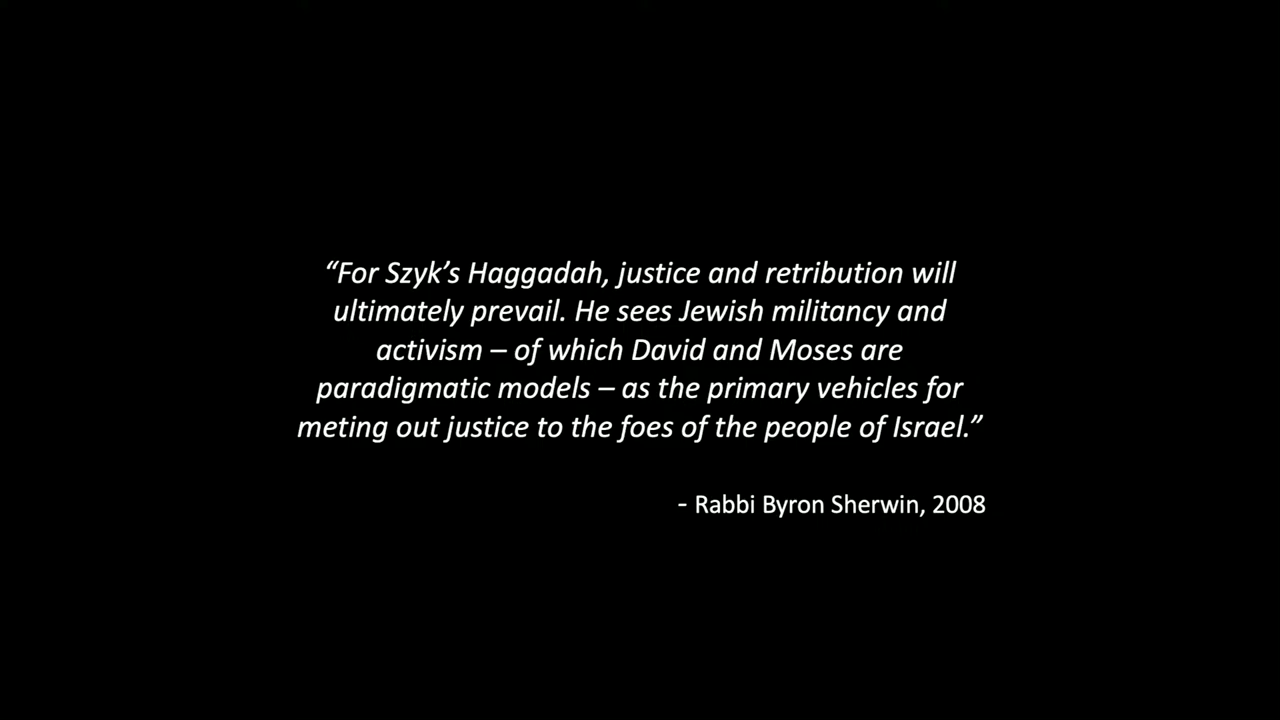 “For Szyk’s Haggadah, justice and retribution will
ultimately prevail. He sees Jewish militancy and
activism – of which David and Moses are
paradigmatic models – as the primary vehicles for
meting out justice to the foes of the people of Israel.”
- Rabbi Byron Sherwin, 2008